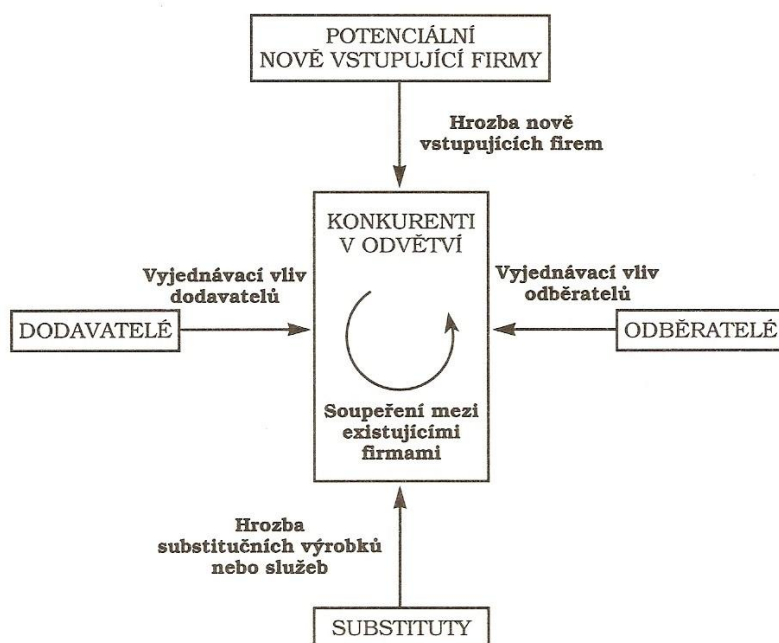 POTENCIÁLNÍ
NOVĚ VSTUPUJÍCÍ FIRMY
Hrozba nově
vstupujících firem
KONKURENTI
V ODVĚTVÍ
Vyjednávací vliv
dodavatelů
Vyjednávací vliv
odběratelů
DODAVATELÉ
ODBĚRATELÉ
Soupeření mezi
existujícími
firmami
Hrozba
substitučních výrobků
nebo služeb
SUBSTITUTY